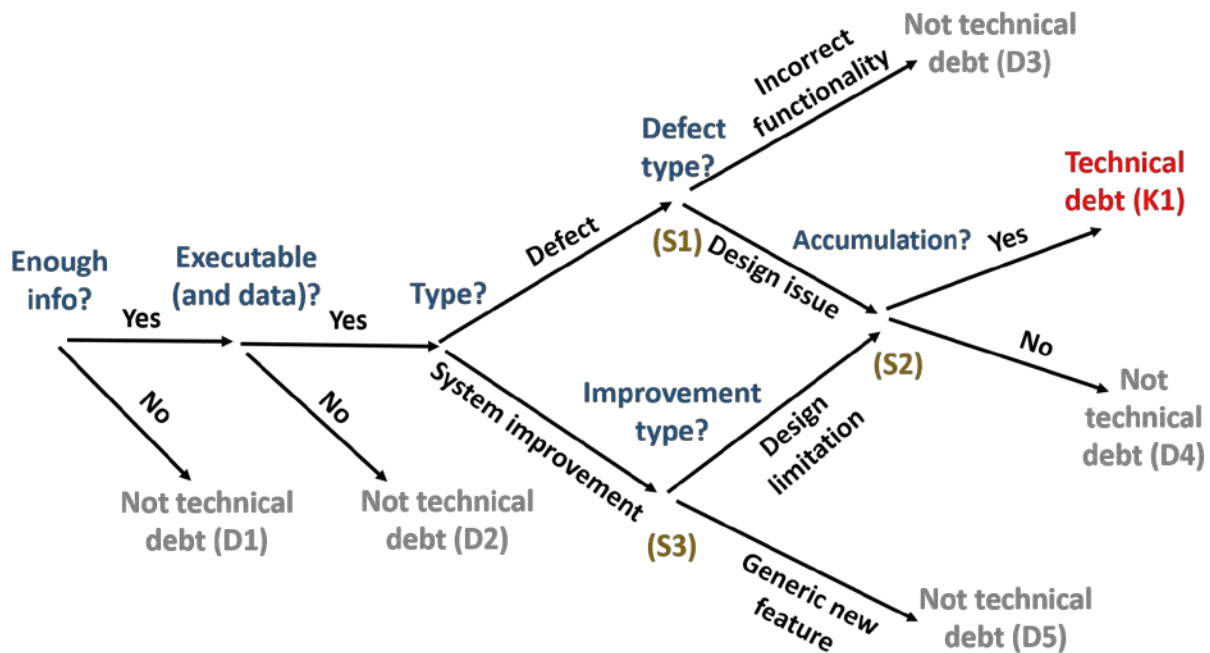 Enough
info?
Yes
No
Not technical
debt (D1)
Executable
(and data)?
Yes
No
Not technical
debt (D2)
Type?
Defect
System improvement
Defect
type?
(S1)
Incorrect
functionality
Not technical
debt (D3)
Design issue
Improvement
type?
(S3)
Design
limitation
Generic new
feature
Not technical
debt (D5)
Accumulation?
(S2)
Yes
Technical
debt (K1)
No
Not
technical
debt (D4)